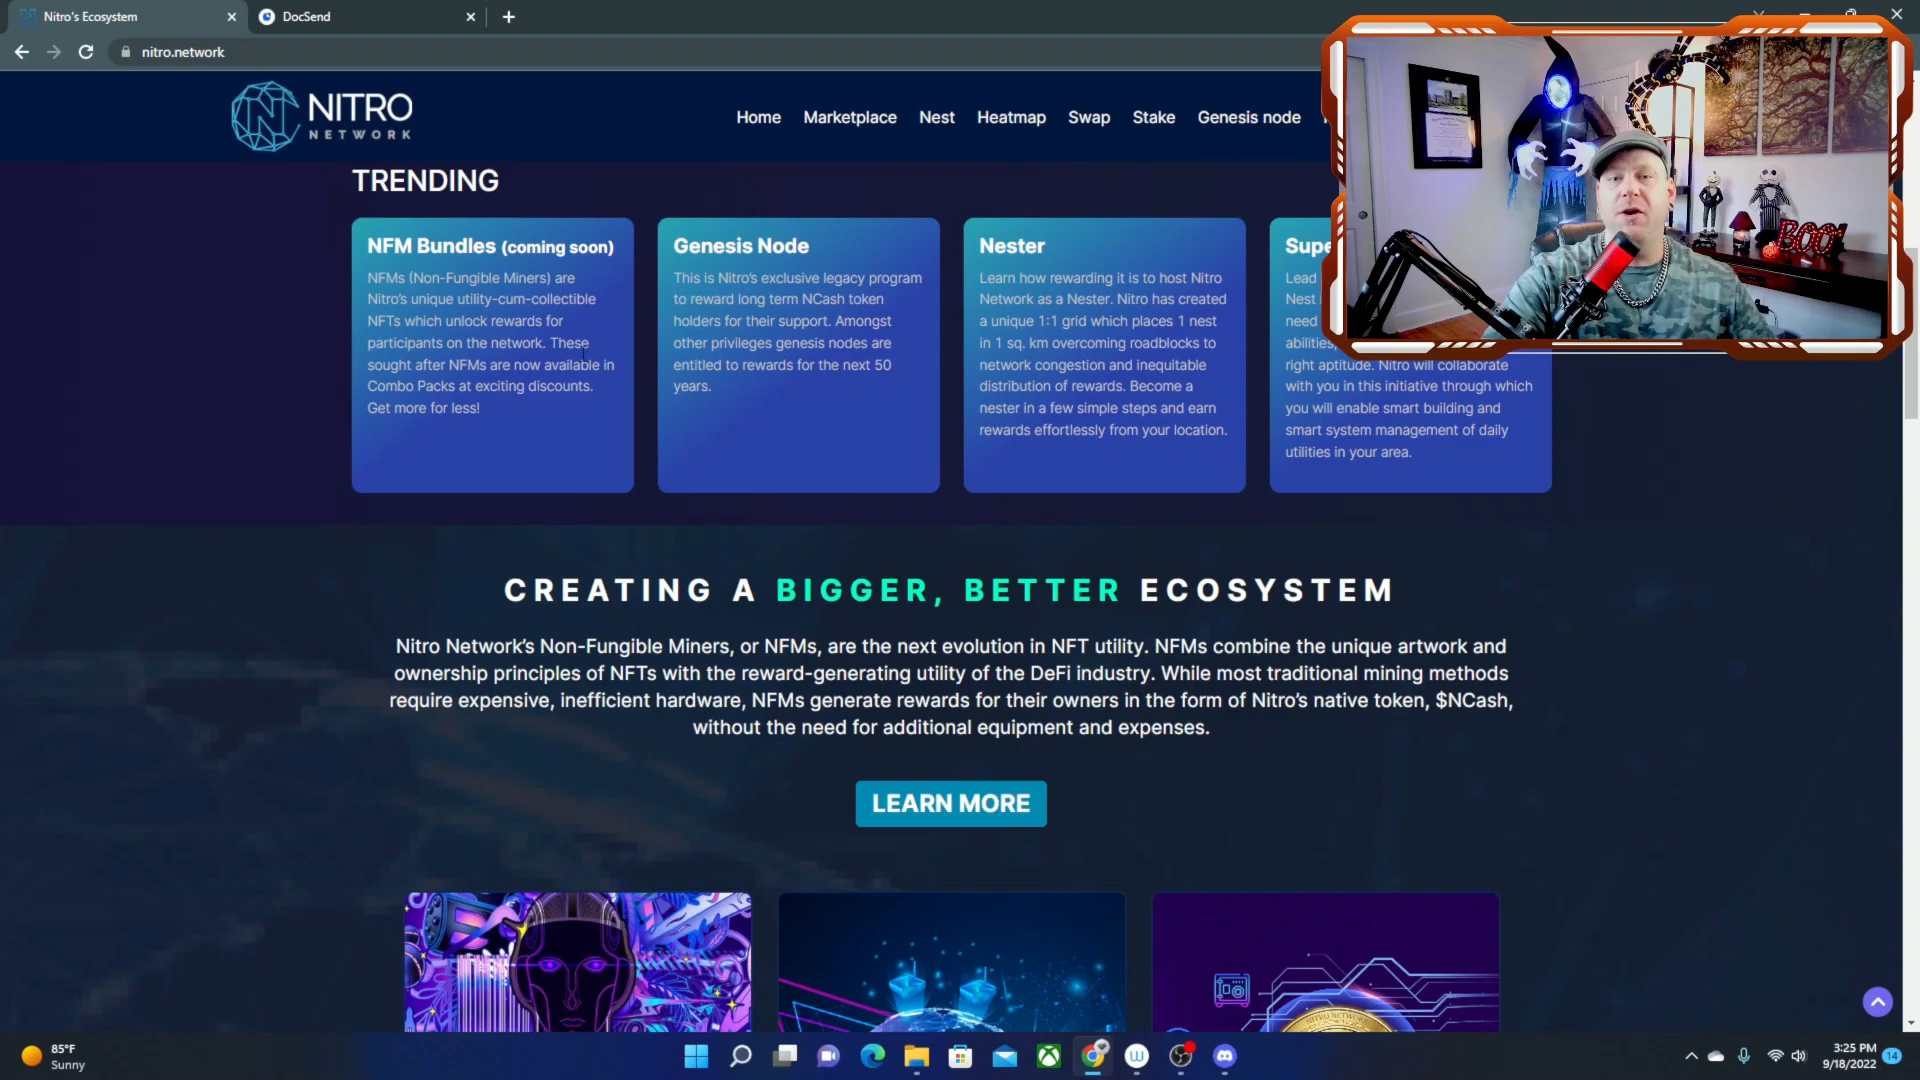 Nitro's Ecosystem
DocSend
nitro.network
NITRO
NETWORK
Home Marketplace Nest Heatmap Swap Stake Genesis node
TRENDING
NFM Bundles (coming soon)
NFMs (Non-Fungible Miners) are
Nitro's unique utility-cum-collectible
NFTs which unlock rewards for
participants on the network. These
sought after NFMs are now available in
Combo Packs at exciting discounts.
Get more for less!
Genesis Node
This is Nitro's exclusive legacy program
to reward long term NCash token
holders for their support. Amongst
other privileges genesis nodes are
entitled to rewards for the next 50
years.
Nester
Learn how rewarding it is to host Nitro
Network as a Nester. Nitro has created
a unique 1:1 grid which places 1 nest
in 1 sq. km overcoming roadblocks to
network congestion and inequitable
distribution of rewards. Become a
nester in a few simple steps and earn
rewards effortlessly from your location.
Supe
Lead
Nest i
need
abilities,
right aptitude. Nitro will collaborate
with you in this initiative through which
you will enable smart building and
smart system management of daily
utilities in your area.
BOO!
CREATING A BIGGER, BETTER ECOSYSTEM
Nitro Network's Non-Fungible Miners, or NFMs, are the next evolution in NFT utility. NFMs combine the unique artwork and
ownership principles of NFTs with the reward-generating utility of the DeFi industry. While most traditional mining methods
require expensive, inefficient hardware, NFMs generate rewards for their owners in the form of Nitro's native token, $NCash,
without the need for additional equipment and expenses.
LEARN MORE
NITRO NETWORK
85°F
Sunny
3:25 PM
9/18/2022
14